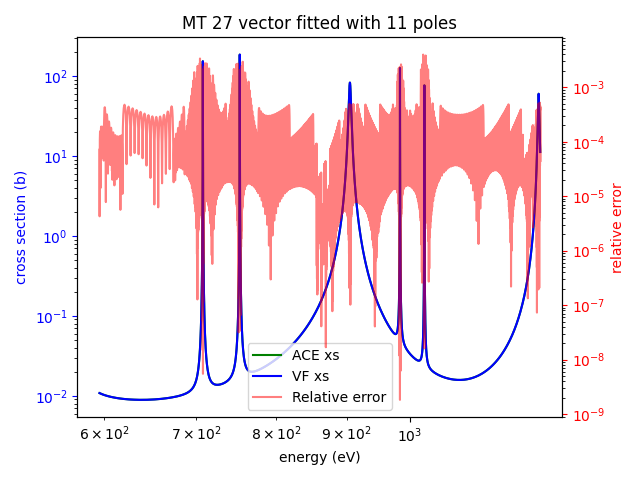 MT 27 vector fitted with 11 poles
cross section (b)
10²
10¹
10⁰
10⁻¹
10⁻²
10⁻³
10⁻⁴
10⁻⁵
10⁻⁶
10⁻⁷
10⁻⁸
10⁻⁹
relative error
ACE xs
VF xs
Relative error
6 × 10² 7 × 10² 8 × 10² 9 × 10² 10³
energy (eV)